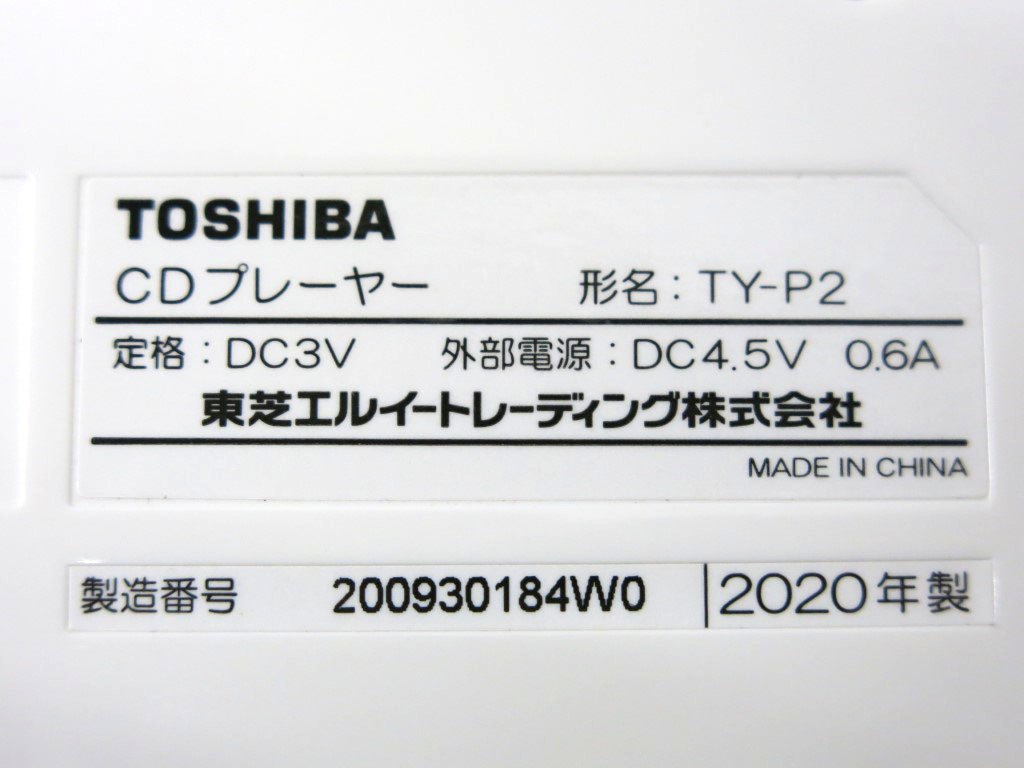 TOSHIBA
CDプレーヤー 形名：TY-P2
定格：DC3V 外部電源：DC4.5V 0.6A
東芝エルイートレーディング株式会社
MADE IN CHINA
製造番号 200930184W0 2020年製